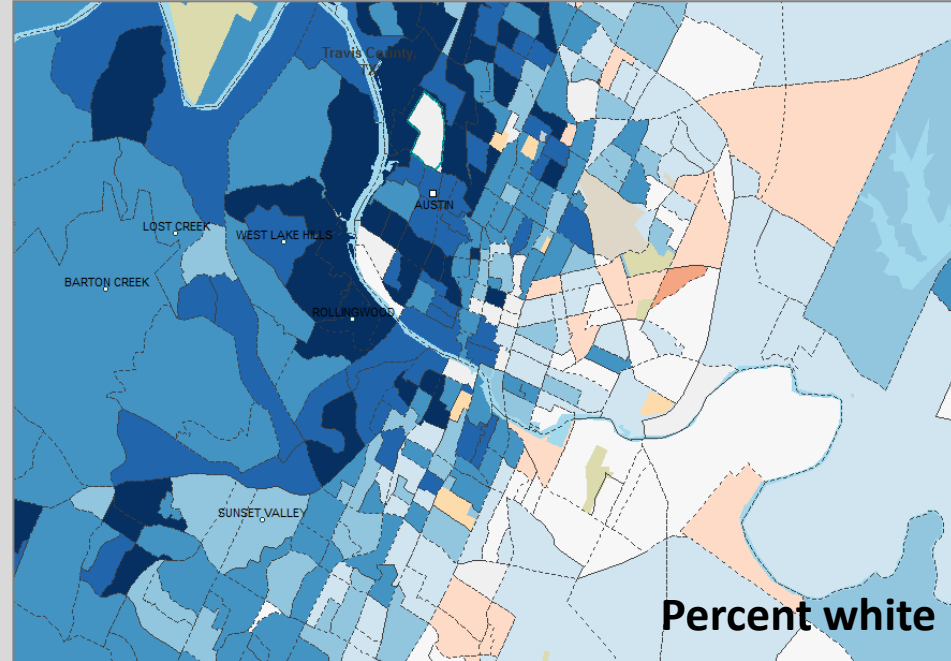 Travis County,
TX
AUSTIN
LOST CREEK
WEST LAKE HILLS
BARTON CREEK
ROLLINGWOOD
SUNSET VALLEY
Percent white